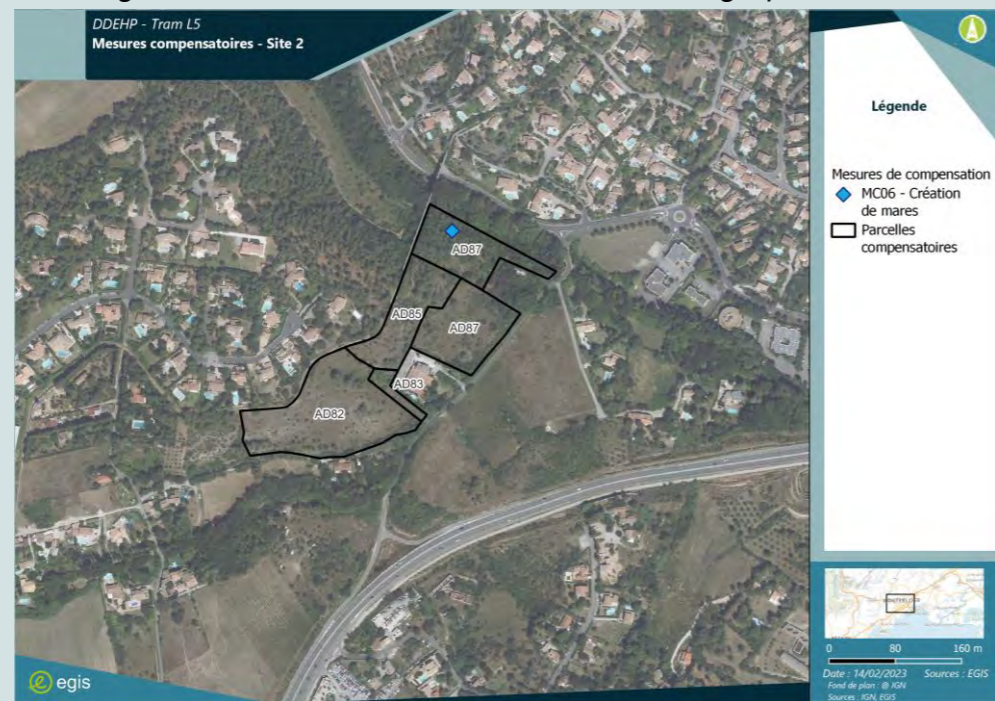 DDEHP - Tram L5
Mesures compensatoires - Site 2
Légende
Mesures de compensation
MC06 - Création
de mares
Parcelles
compensatoires
AD87
AD85
AD87
AD83
AD82
0 80 160 m
Date : 14/02/2023 Sources : EGIS
Fond de plan : @ IGN
Sources : IGN, EGIS
egis